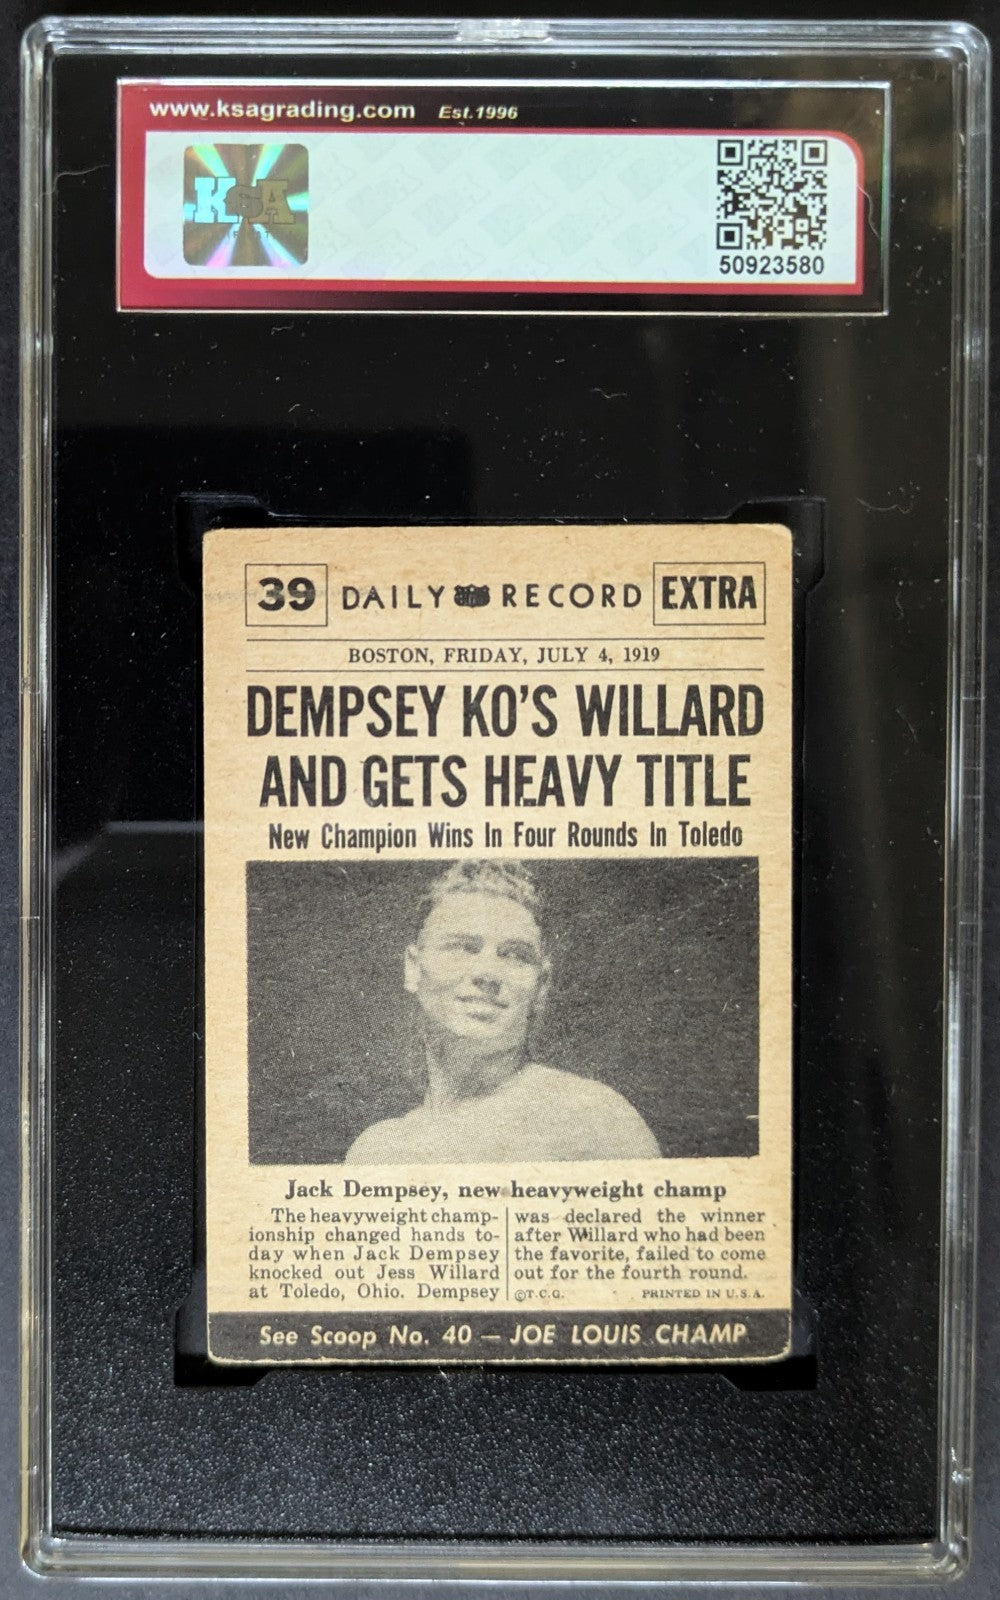 www.ksagrading.com Est.1996
KSA
50923580
39 DAILY RECORD EXTRA
BOSTON, FRIDAY, JULY 4, 1919
DEMPSEY KO'S WILLARD
AND GETS HEAVY TITLE
New Champion Wins In Four Rounds In Toledo
Jack Dempsey, new heavyweight champ
The heavyweight champ-
ionship changed hands to-
day when Jack Dempsey
knocked out Jess Willard
at Toledo, Ohio. Dempsey
was declared the winner
after Willard who had been
the favorite, failed to come
out for the fourth round.
©T.C.G. PRINTED IN U.S.A.
See Scoop No. 40 — JOE LOUIS CHAMP